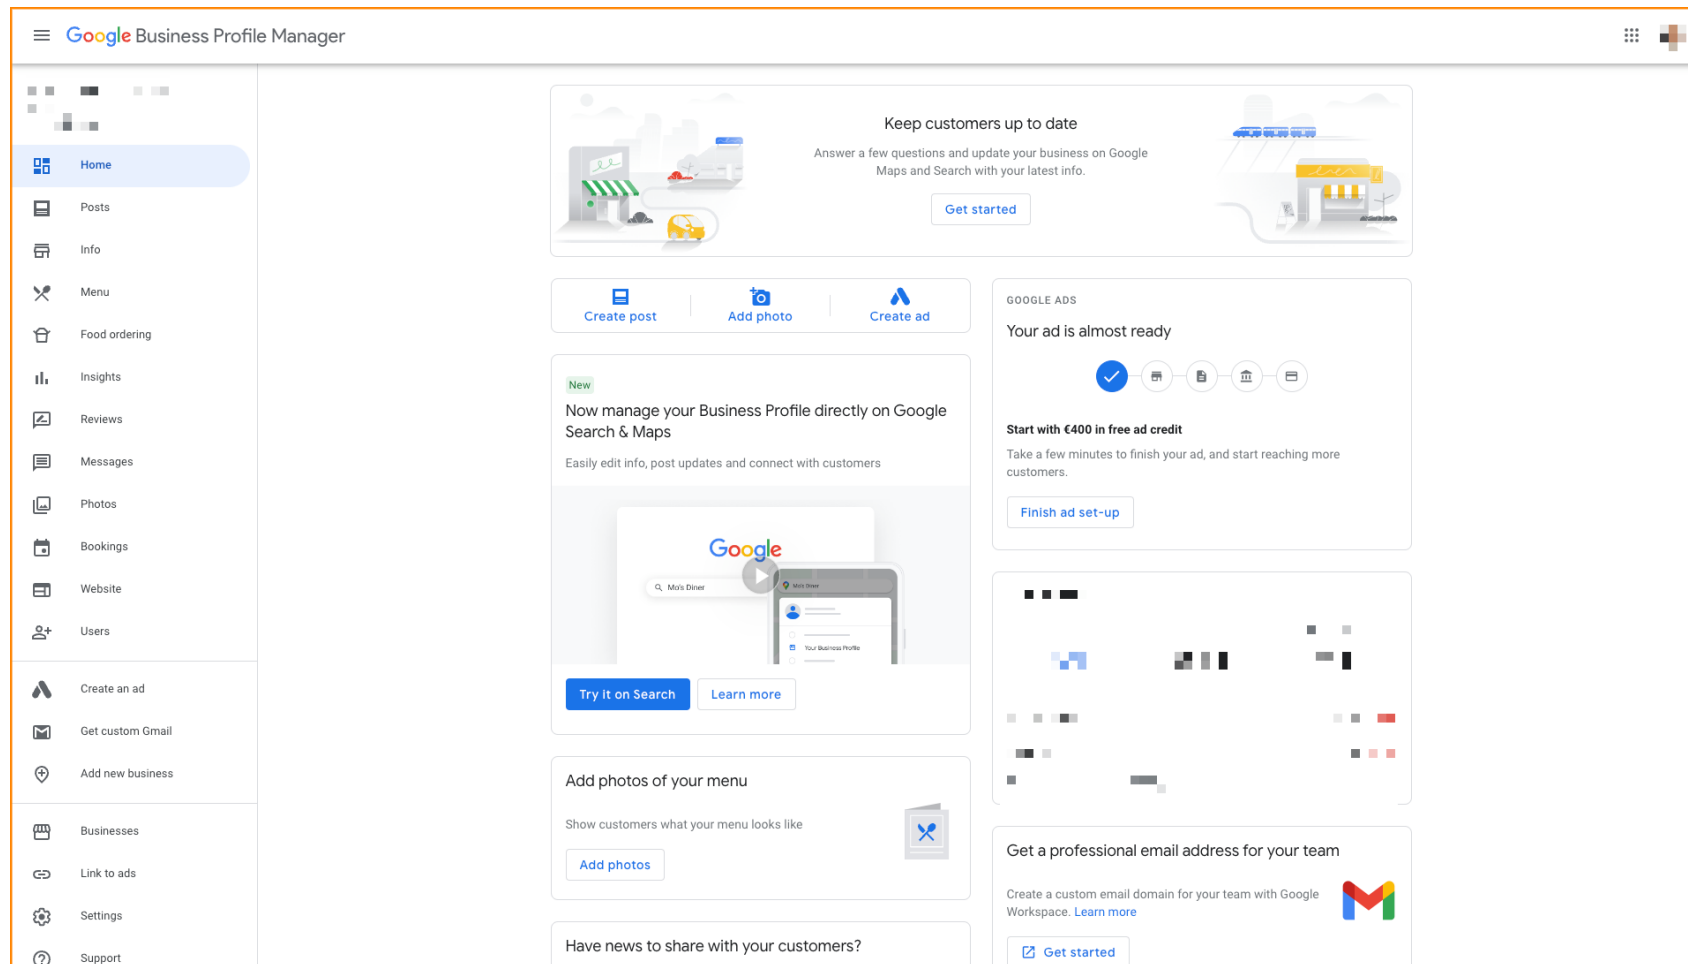 Google Business Profile Manager
Home
Posts
Info
Menu
Food ordering
Insights
Reviews
Messages
Photos
Bookings
Website
Users
Create an ad
Get custom Gmail
Add new business
Businesses
Link to ads
Settings
Support
Keep customers up to date
Answer a few questions and update your business on Google
Maps and Search with your latest info.
Get started
Create post
Add photo
Create ad
New
Now manage your Business Profile directly on Google
Search & Maps
Easily edit info, post updates and connect with customers
Google
Mo's Diner
Mo's Diner
Your Business Profile
Try it on Search
Learn more
Add photos of your menu
Show customers what your menu looks like
Add photos
Have news to share with your customers?
GOOGLE ADS
Your ad is almost ready
Start with €400 in free ad credit
Take a few minutes to finish your ad, and start reaching more
customers.
Finish ad set-up
Get a professional email address for your team
Create a custom email domain for your team with Google
Workspace. Learn more
Get started